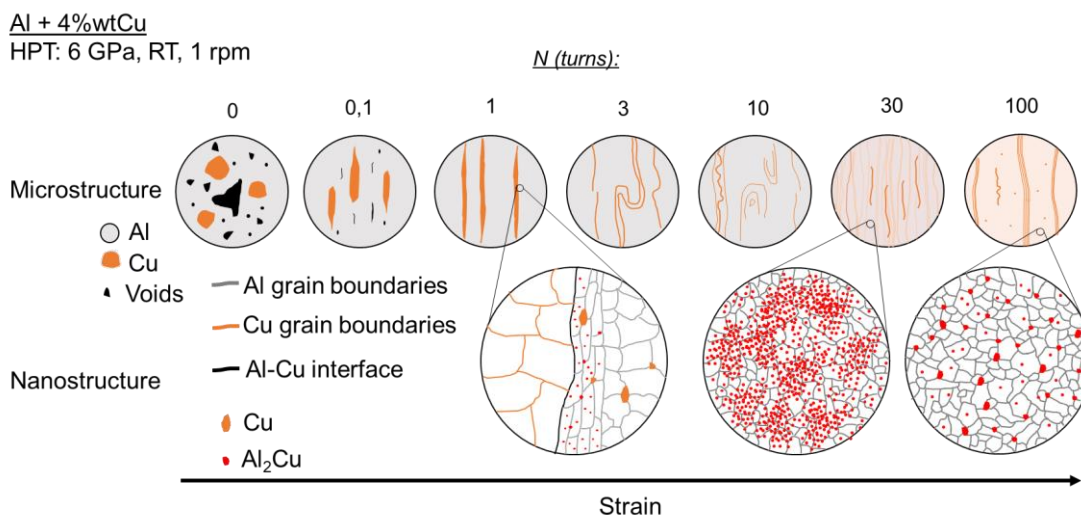 Al + 4%wtCu
HPT: 6 GPa, RT, 1 rpm
N (turns):
0
0,1
1
3
10
30
100
Microstructure
Al
Cu
Voids
Al grain boundaries
Cu grain boundaries
Al-Cu interface
Nanostructure
Cu
Al₂Cu
Strain